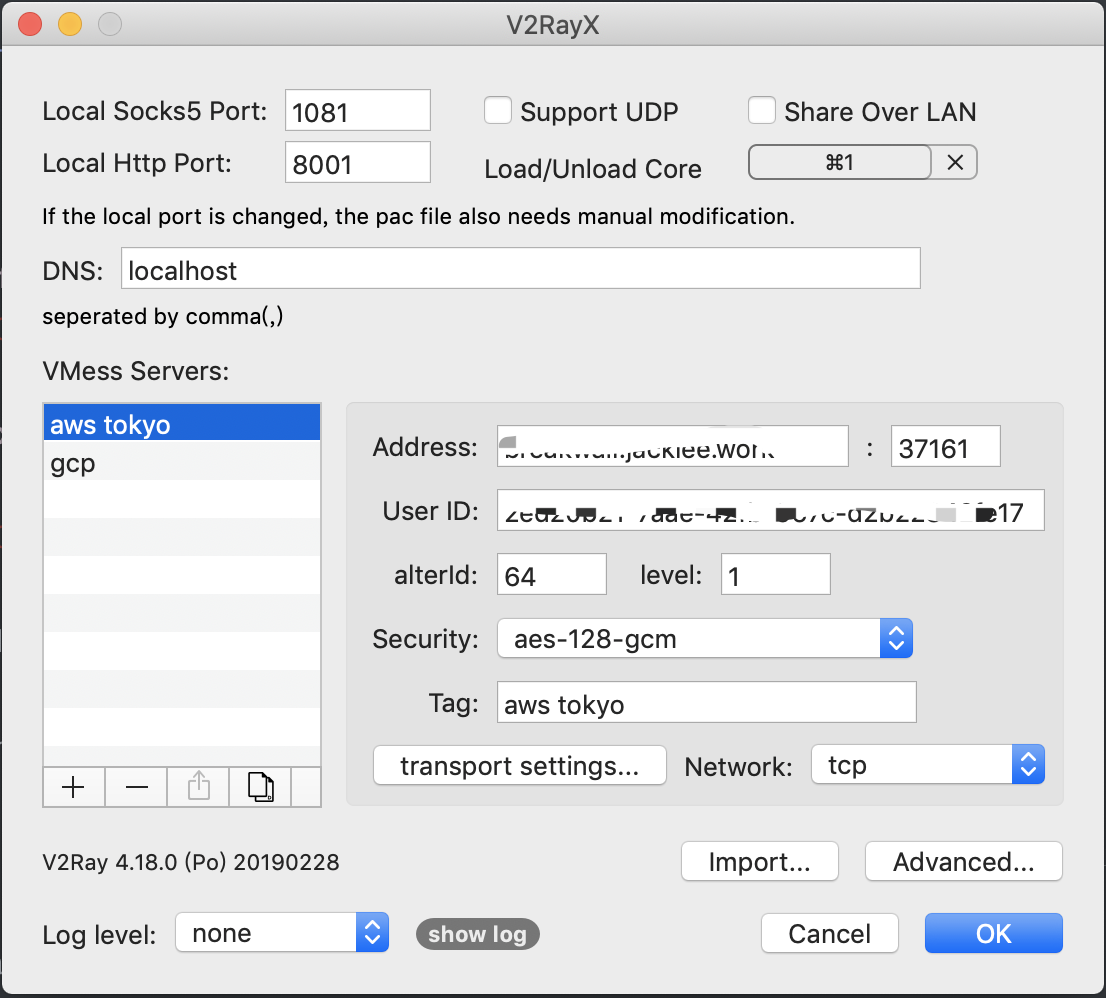 V2RayX
Local Socks5 Port: 1081 Support UDP Share Over LAN
Local Http Port: 8001 Load/Unload Core ⌘1
If the local port is changed, the pac file also needs manual modification.
DNS: localhost
seperated by comma(,)
VMess Servers:
aws tokyo
gcp
Address: : 37161
User ID:
alterId: 64 level: 1
Security: aes-128-gcm
Tag: aws tokyo
transport settings... Network: tcp
V2Ray 4.18.0 (Po) 20190228
Import... Advanced...
Log level: none show log Cancel OK